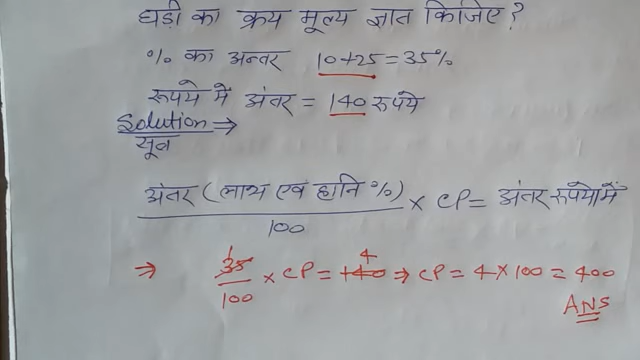 घड़ी का क्रय मूल्य ज्ञात किजिए?
% का अन्तर 10+25=35%
रूपये में अंतर = 140 रूपये
Solution ⇒
सूत्र
अंतर (लाभ एवं हानि %)/100 × CP = अंतर रूपयो में
⇒ 35/100 × CP = 140 ⇒ CP = 4×100 = 400
1 4
ANS